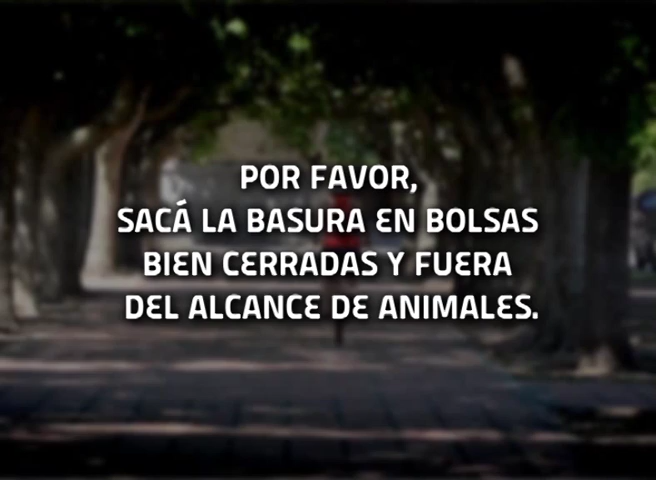 POR FAVOR,
SACÁ LA BASURA EN BOLSAS
BIEN CERRADAS Y FUERA
DEL ALCANCE DE ANIMALES.